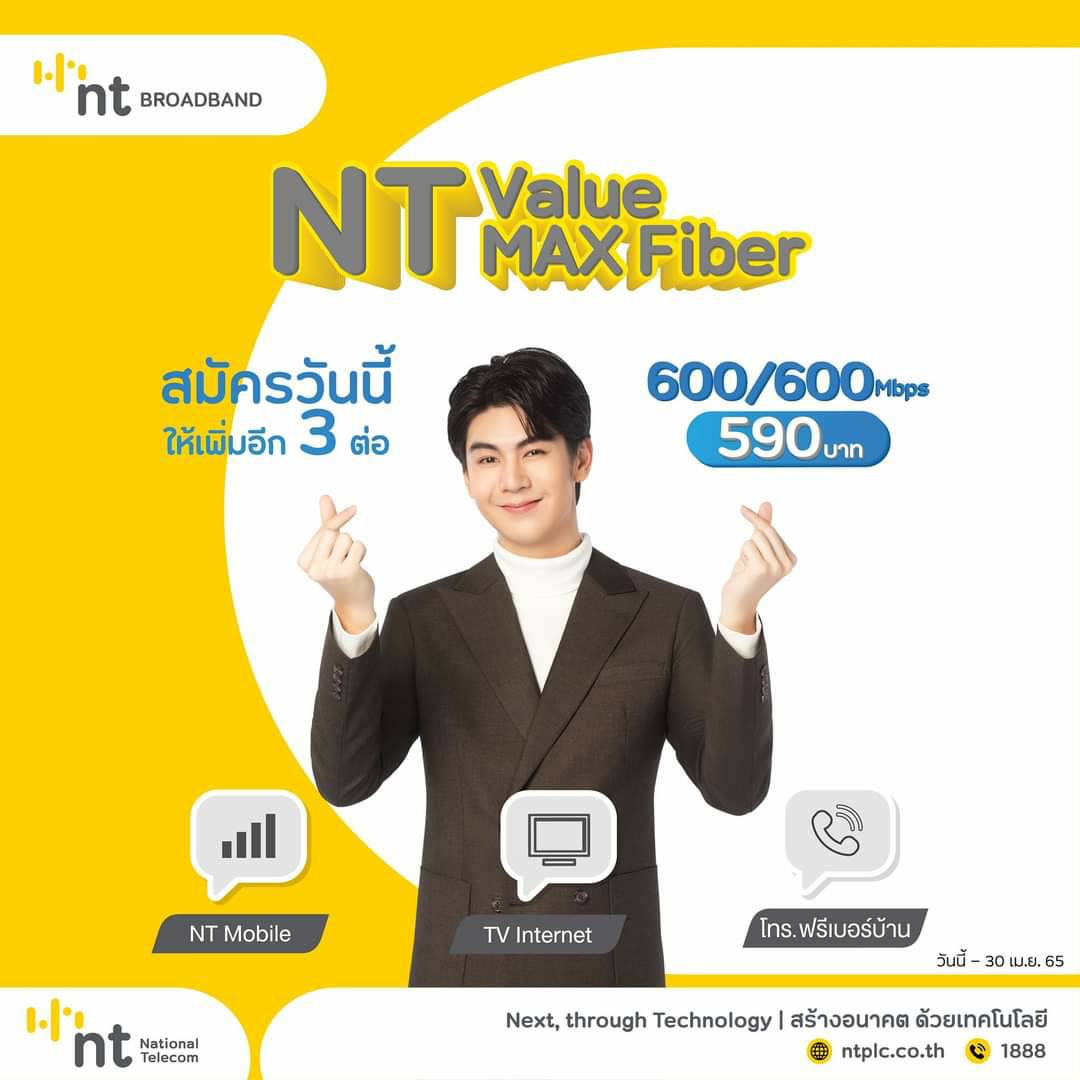 nt BROADBAND
NT Value
MAX Fiber
สมัครวันนี้
ให้เพิ่มอีก 3 ต่อ
600/600 Mbps
590 บาท
NT Mobile
TV Internet
โทร.ฟรีเบอร์บ้าน
วันนี้ – 30 เม.ย. 65
nt National
Telecom
Next, through Technology | สร้างอนาคต ด้วยเทคโนโลยี
ntplc.co.th 1888